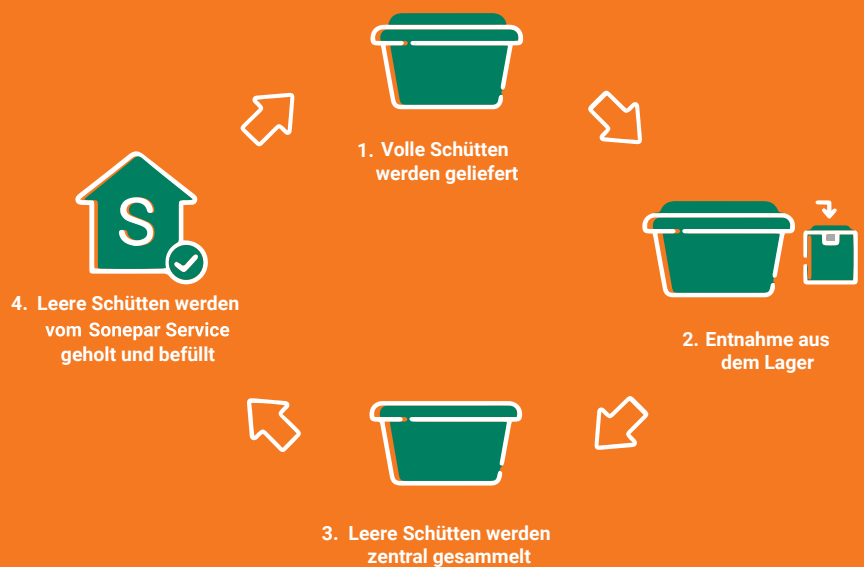 1. Volle Schütten
werden geliefert
S
4. Leere Schütten werden
vom Sonepar Service
geholt und befüllt
2. Entnahme aus
dem Lager
3. Leere Schütten werden
zentral gesammelt